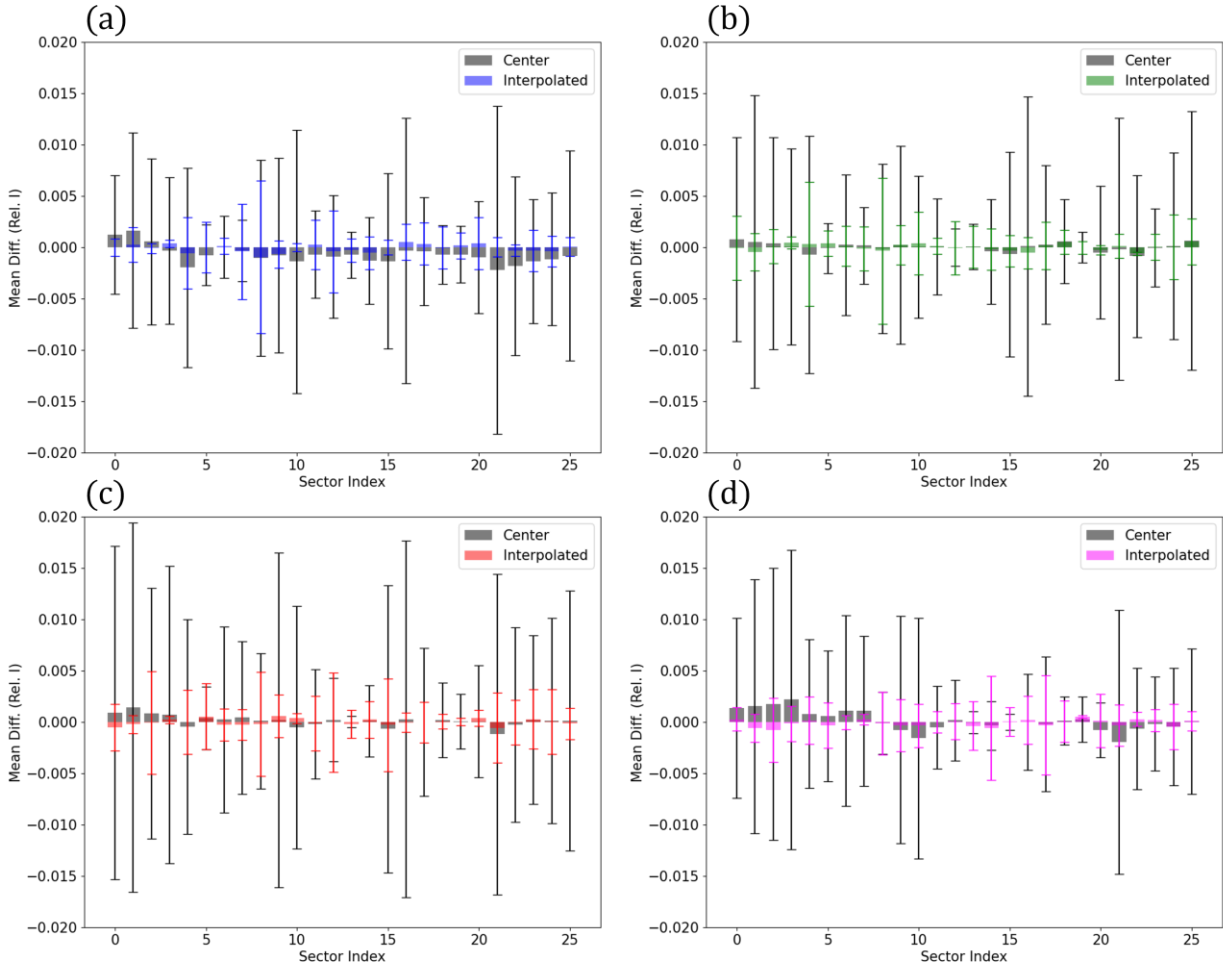 (a)
0.020
0.015
0.010
0.005
0.000
−0.005
−0.010
−0.015
−0.020
Mean Diff. (Rel. I)
Center
Interpolated
0 5 10 15 20 25
Sector Index
(b)
0.020
0.015
0.010
0.005
0.000
−0.005
−0.010
−0.015
−0.020
Mean Diff. (Rel. I)
Center
Interpolated
0 5 10 15 20 25
Sector Index
(c)
0.020
0.015
0.010
0.005
0.000
−0.005
−0.010
−0.015
−0.020
Mean Diff. (Rel. I)
Center
Interpolated
0 5 10 15 20 25
Sector Index
(d)
0.020
0.015
0.010
0.005
0.000
−0.005
−0.010
−0.015
−0.020
Mean Diff. (Rel. I)
Center
Interpolated
0 5 10 15 20 25
Sector Index